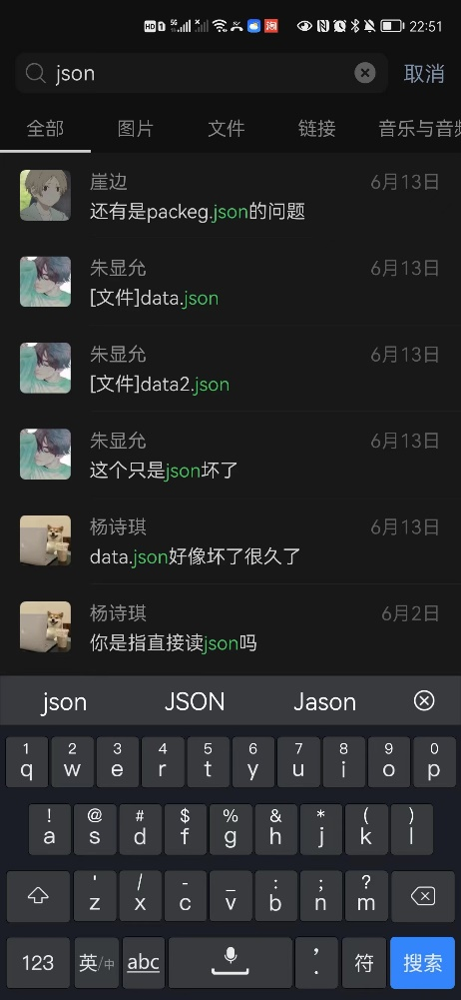 HD 1 5G 22:51
json 取消
全部 图片 文件 链接 音乐与音频
崖边 6月13日
还有是packeg.json的问题
朱显允 6月13日
[文件]data.json
朱显允 6月13日
[文件]data2.json
朱显允 6月13日
这个只是json坏了
杨诗琪 6月13日
data.json好像坏了很久了
杨诗琪 6月2日
你是指直接读json吗
json JSON Jason
1 2 3 4 5 6 7 8 9 0
q w e r t y u i o p
! @ # $ % & * ( )
a s d f g h j k l
' / - _ : ; ?
z x c v b n m
123 英/中 abc , . 符 搜索